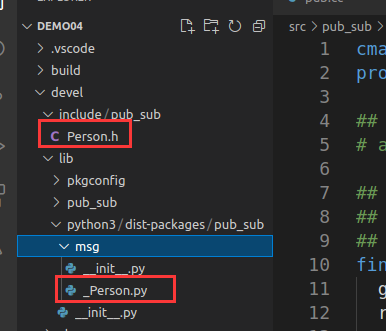 DEMO04
.vscode
build
devel
include/pub_sub
C Person.h
lib
pkgconfig
pub_sub
python3/dist-packages/pub_sub
msg
__init__.py
_Person.py
__init__.py
src > pub_sub >
1 cma
2 pro
3
4 ##
5 # a
6
7 ##
8 ##
9 ##
10 fin
11 g
12 r